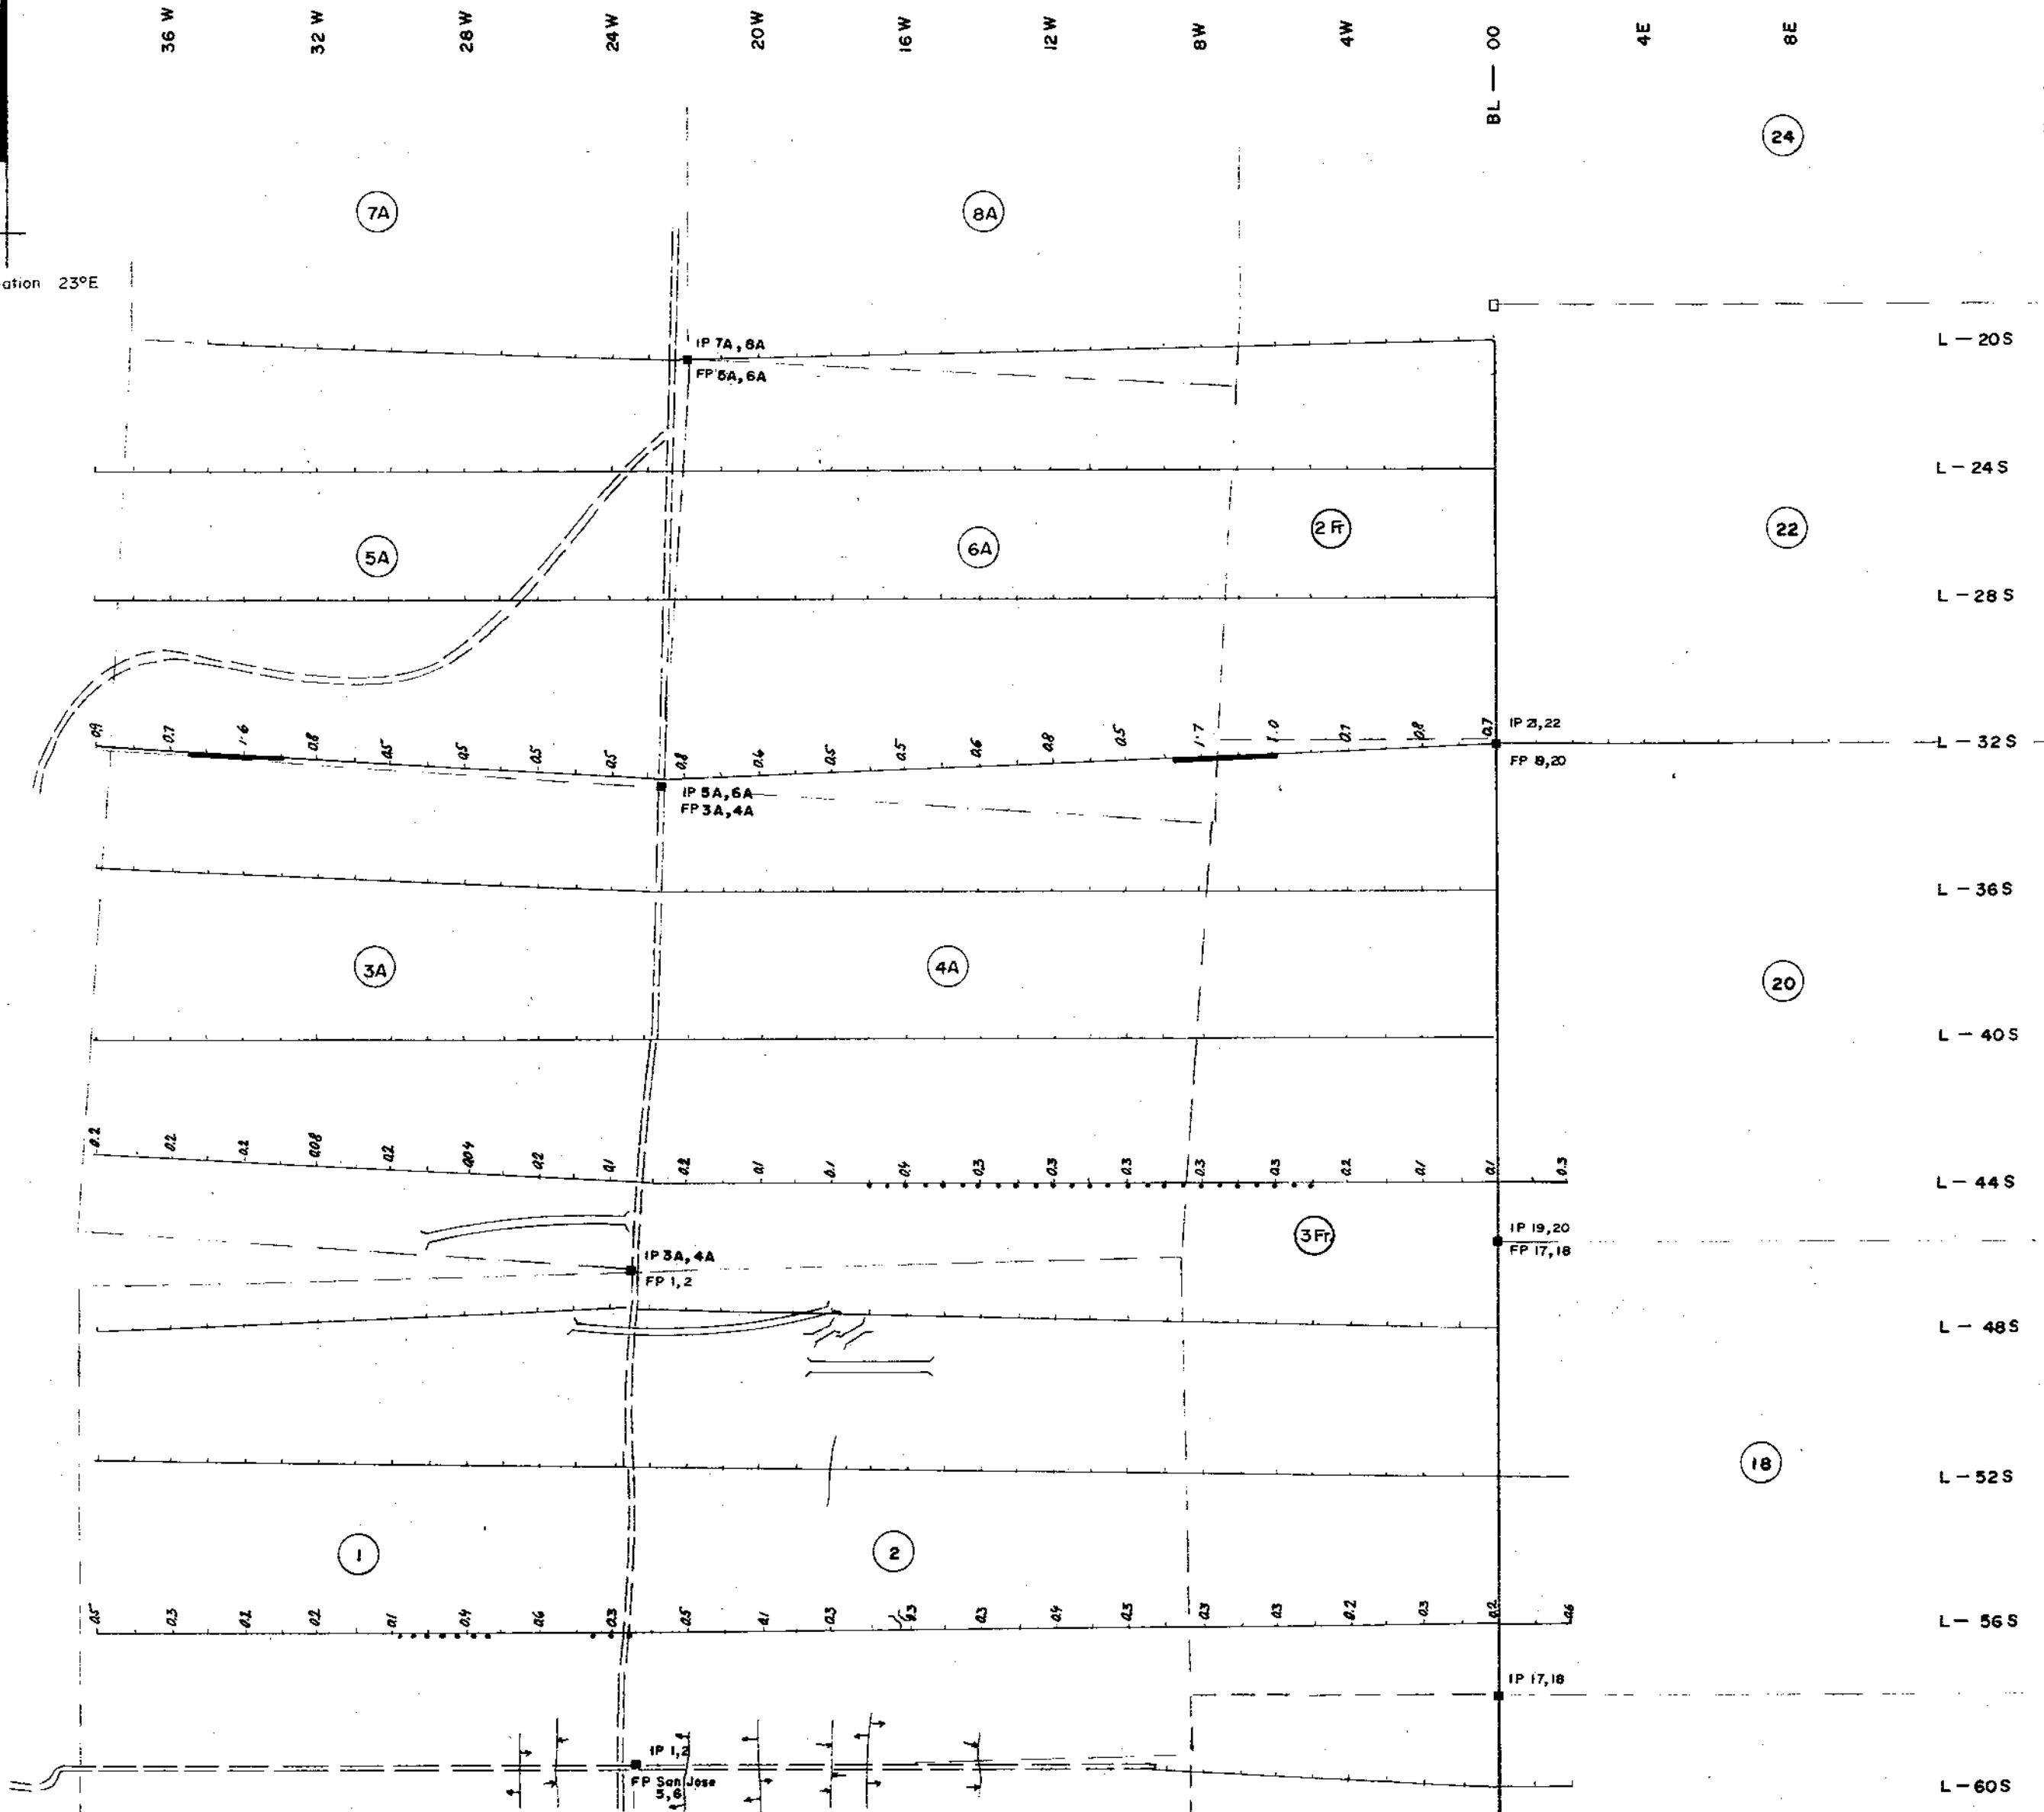 36 W 32 W 28 W 24 W 20 W 16 W 12 W 8 W 4 W BL — 00 4E 8E
24
7A 8A
ation 23°E
L — 20 S
IP 7A, 8A
FP 5A, 6A
L — 24 S
5A 6A 2 Fr 22
L — 28 S
0.9 0.7 1.6 0.8 0.5 0.5 0.5 0.5 0.8 0.6 0.5 0.5 0.6 0.8 0.5 1.7 1.0 0.7 0.8 0.7
IP 21,22
L — 32 S
FP 19,20
IP 5A, 6A
FP 3A, 4A
L — 36 S
3A 4A 20
L — 40 S
0.2 0.2 0.2 0.08 0.2 0.04 0.2 0.1 0.2 0.1 0.1 0.4 0.3 0.3 0.3 0.3 0.3 0.2 0.1 0.1 0.3
L — 44 S
3 Fr.
IP 19,20
FP 17,18
IP 3A, 4A
FP 1, 2
L — 48 S
18
L — 52 S
1 2
0.5 0.3 0.2 0.2 0.1 0.4 0.6 0.3 0.5 0.1 0.3 0.3 0.3 0.4 0.3 0.3 0.3 0.2 0.3 0.2 0.6
L — 56 S
IP 17,18
IP 1, 2
FP San Jose
5, 6
L — 60 S